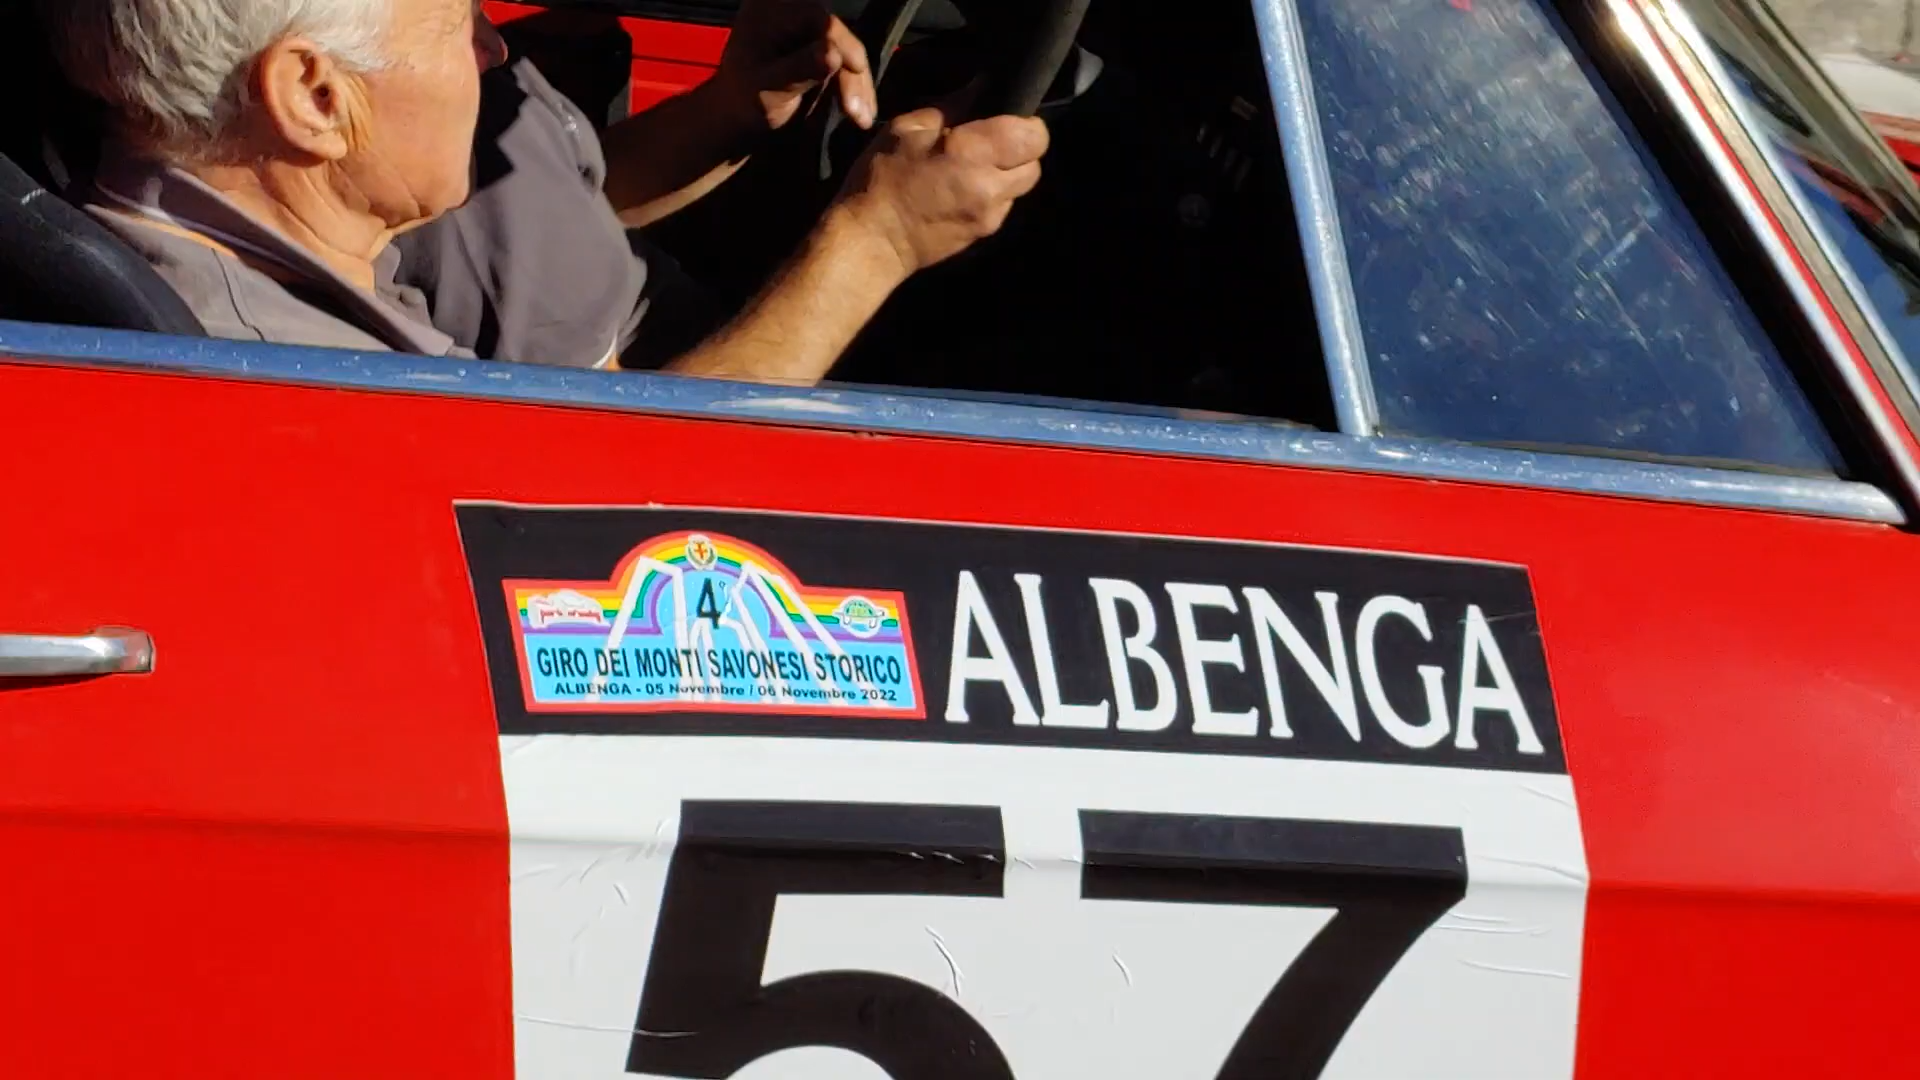 4°
GIRO DEI MONTI SAVONESI STORICO
ALBENGA - 05 Novembre / 06 Novembre 2022
ALBENGA
57